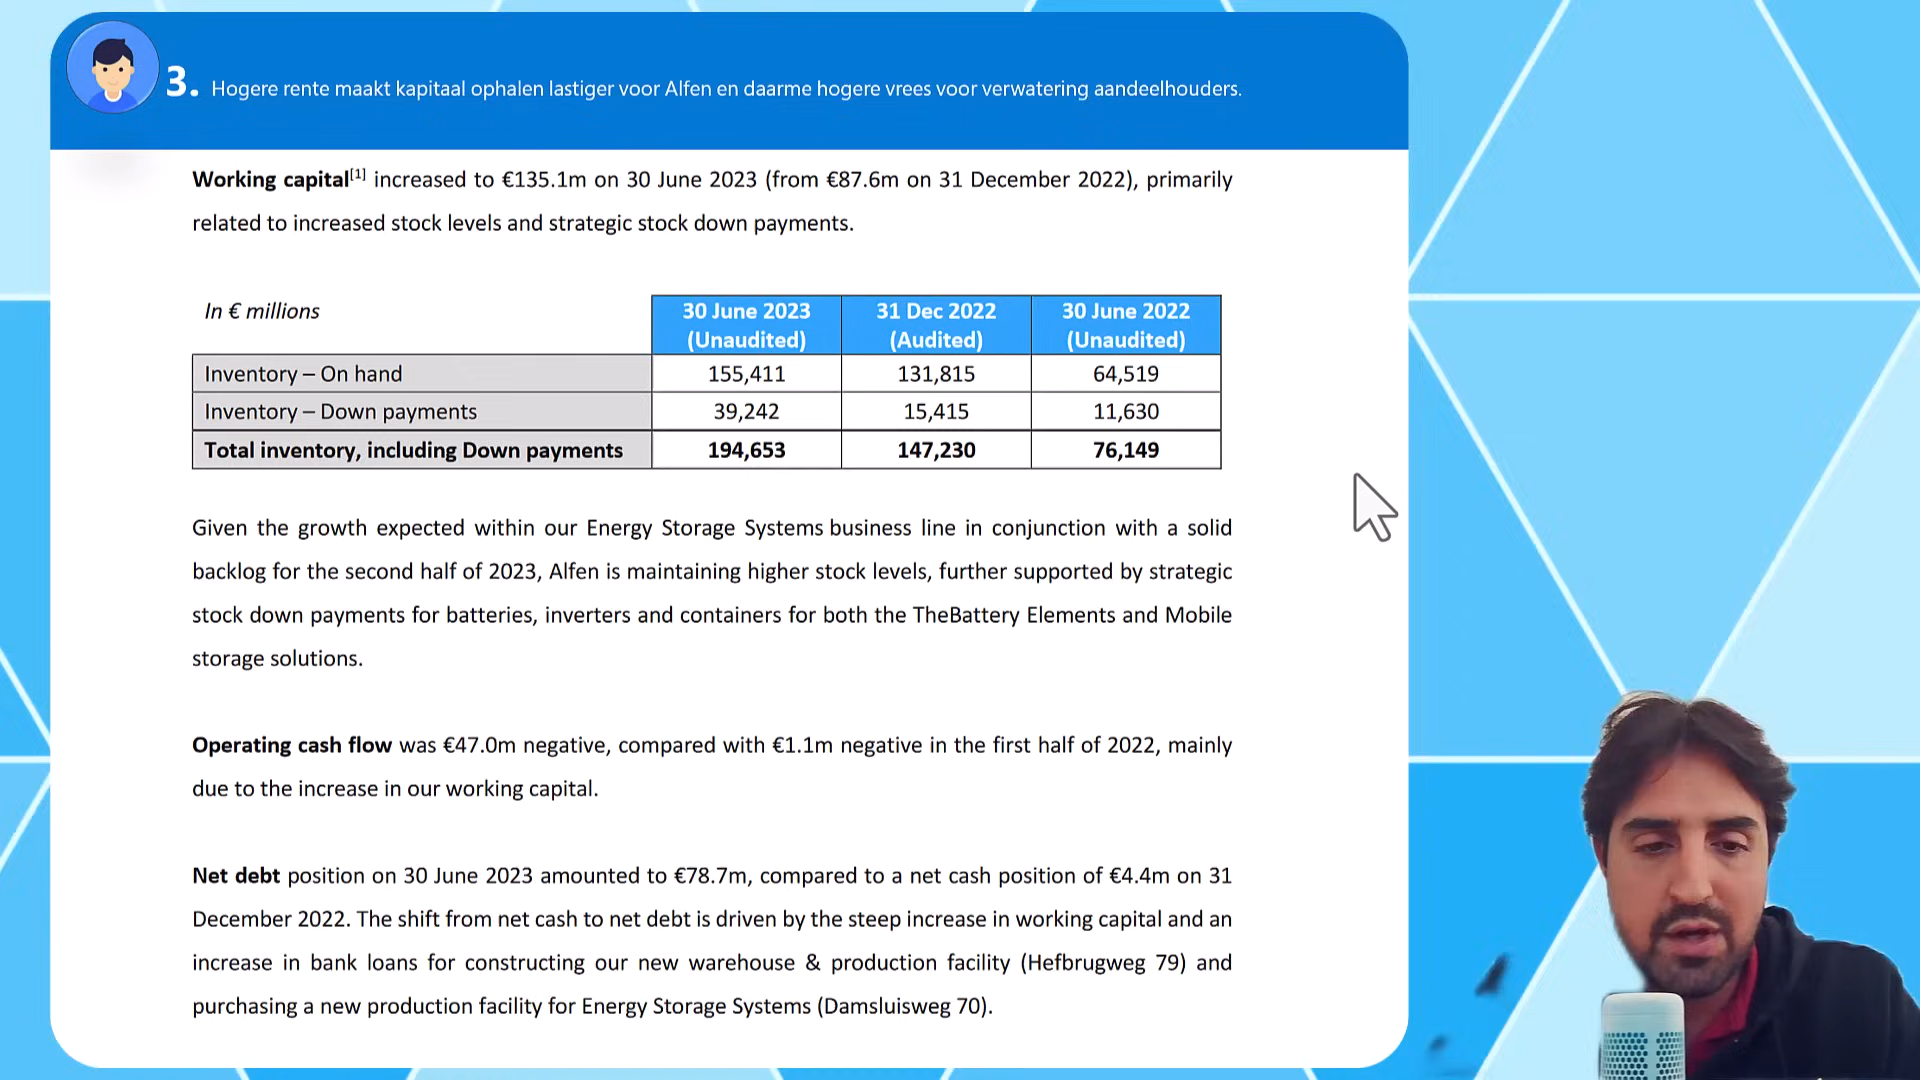 3. Hogere rente maakt kapitaal ophalen lastiger voor Alfen en daarme hogere vrees voor verwatering aandeelhouders.
Working capital[1] increased to €135.1m on 30 June 2023 (from €87.6m on 31 December 2022), primarily
related to increased stock levels and strategic stock down payments.
In € millions
30 June 2023 31 Dec 2022 30 June 2022
(Unaudited) (Audited) (Unaudited)
Inventory – On hand 155,411 131,815 64,519
Inventory – Down payments 39,242 15,415 11,630
Total inventory, including Down payments 194,653 147,230 76,149
Given the growth expected within our Energy Storage Systems business line in conjunction with a solid
backlog for the second half of 2023, Alfen is maintaining higher stock levels, further supported by strategic
stock down payments for batteries, inverters and containers for both the TheBattery Elements and Mobile
storage solutions.
Operating cash flow was €47.0m negative, compared with €1.1m negative in the first half of 2022, mainly
due to the increase in our working capital.
Net debt position on 30 June 2023 amounted to €78.7m, compared to a net cash position of €4.4m on 31
December 2022. The shift from net cash to net debt is driven by the steep increase in working capital and an
increase in bank loans for constructing our new warehouse & production facility (Hefbrugweg 79) and
purchasing a new production facility for Energy Storage Systems (Damsluisweg 70).